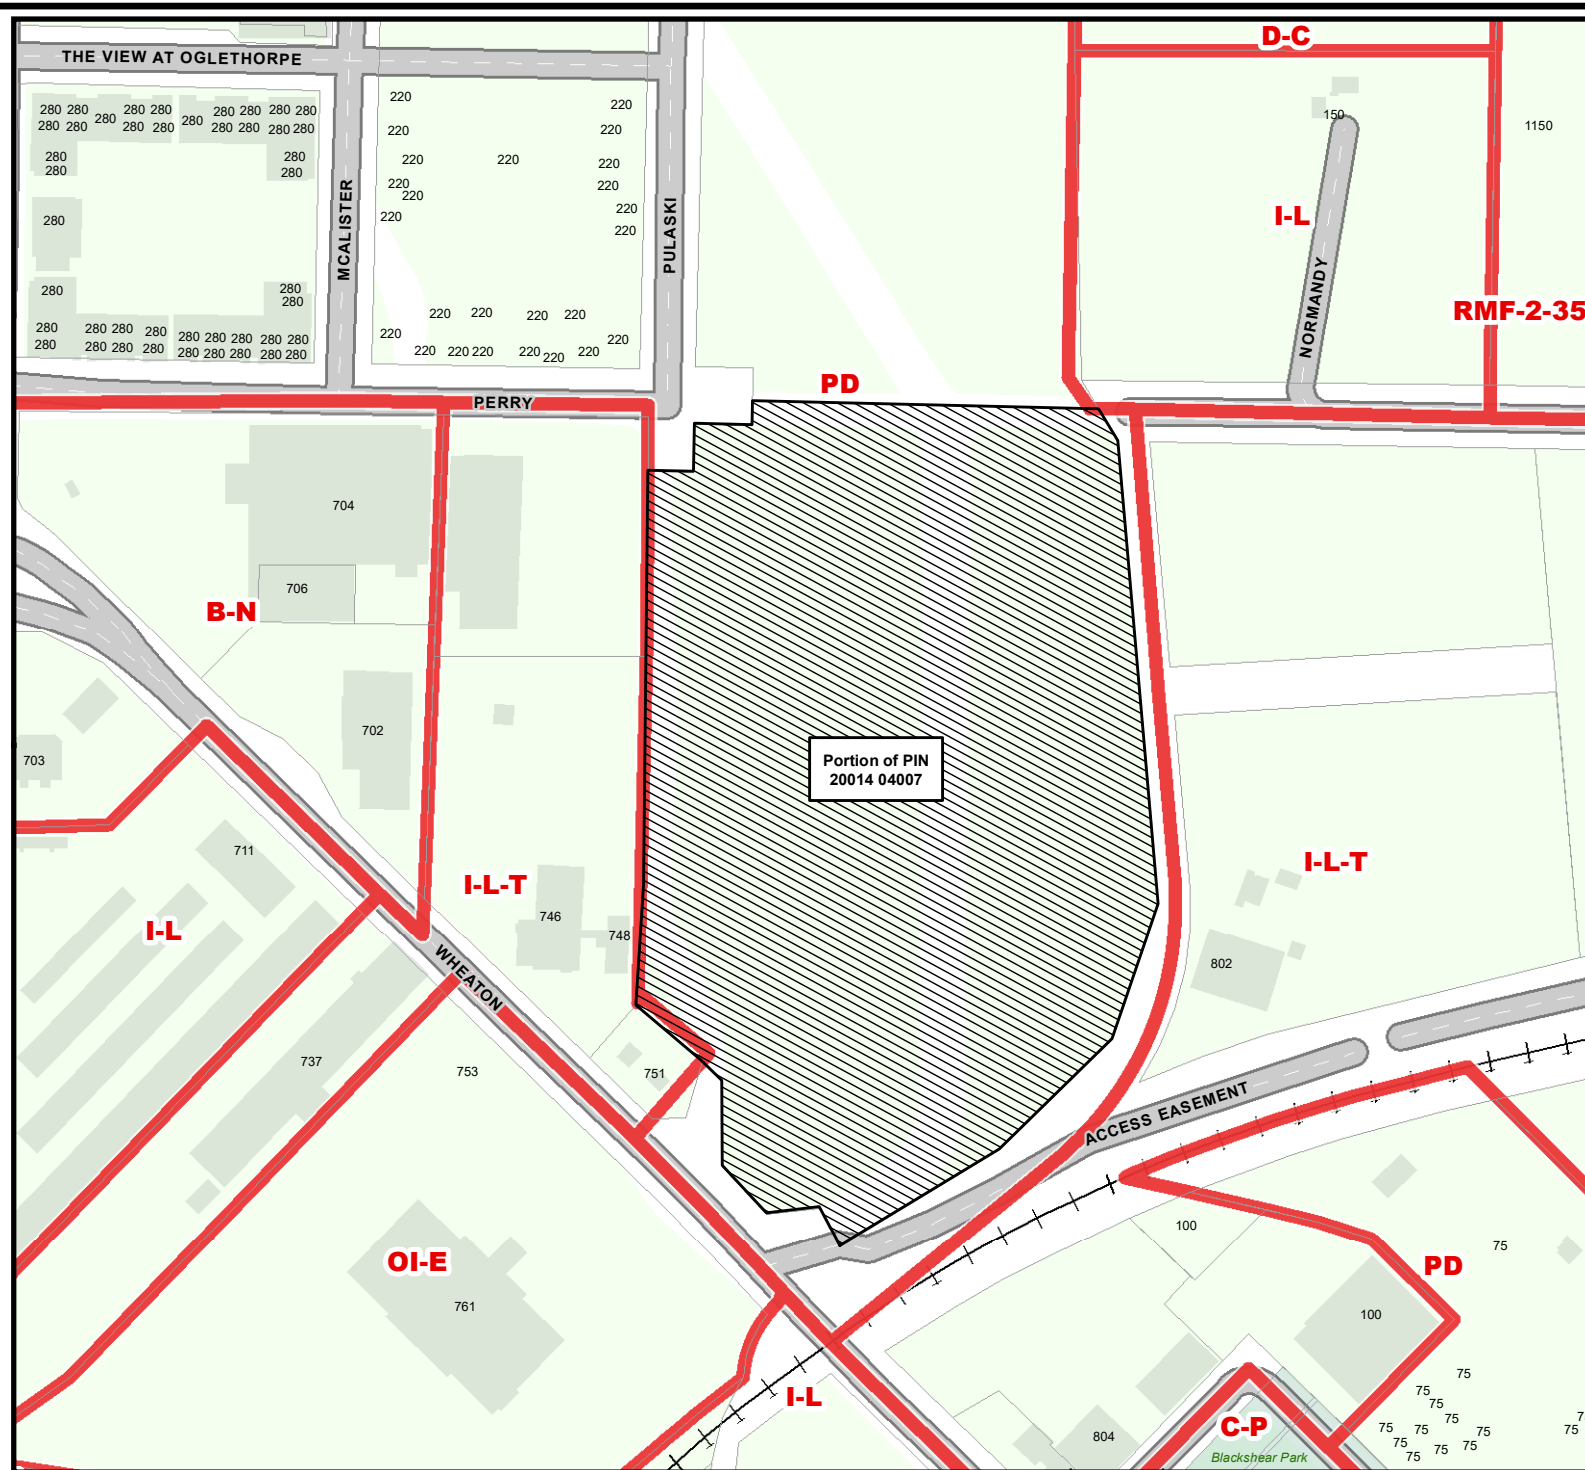 D-C
THE VIEW AT OGLETHORPE
280 280 280 280 280 280 280 280 280 280
280 280 280 280 280 280 280 280 280
280 280
280 280
280
280 280
280
280 280 280 280 280 280 280 280 280 280
280 280 280 280 280 280 280 280 280
MCALISTER
220 220
220 220
220 220 220
220 220
220
220 220
220
220 220 220 220
220 220
220 220 220 220 220 220
PULASKI
150
1150
I-L
NORMANDY
RMF-2-35
PD
PERRY
704
706
B-N
702
703
Portion of PIN
20014 04007
711
I-L
I-L-T
746
748
I-L-T
802
WHEATON
737
753
751
ACCESS EASEMENT
OI-E
761
100
75
PD
100
I-L
75
75
75
75 75 75
75 75 75
75
75
804
C-P
Blackshear Park